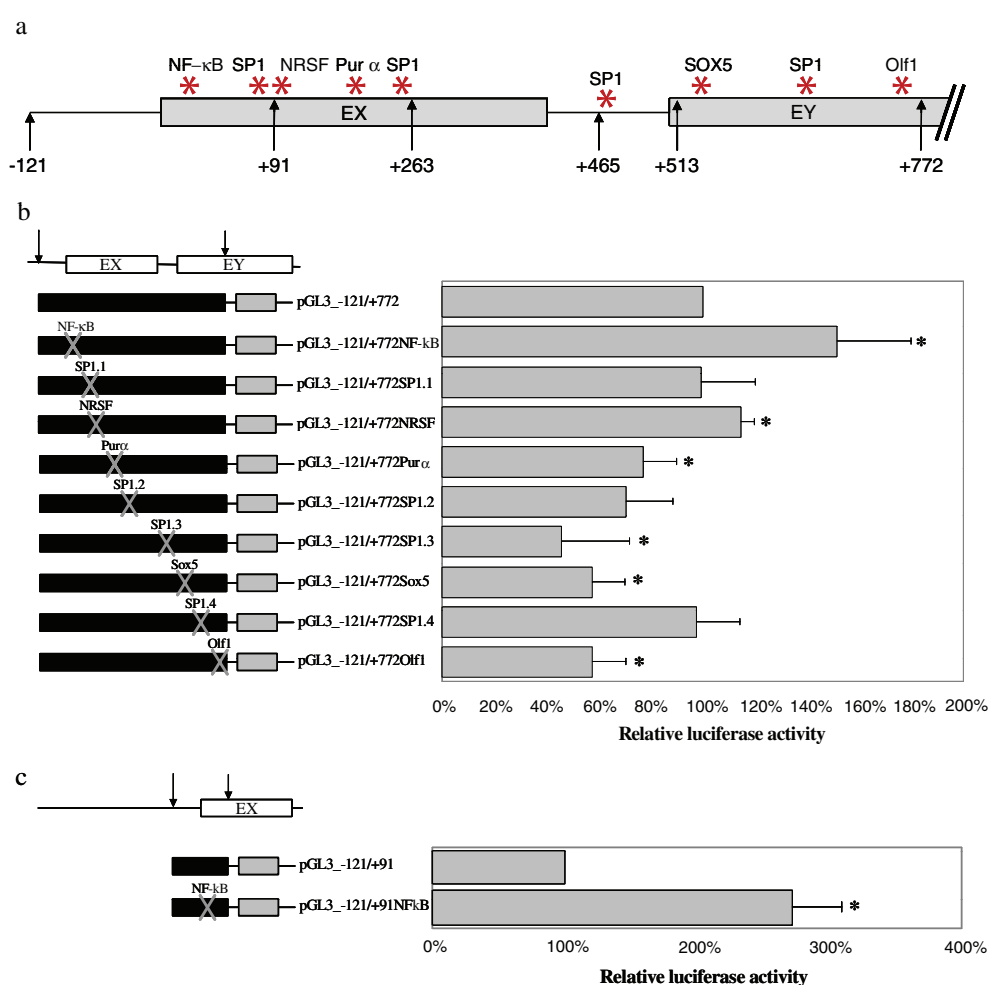 a
NF–κB SP1 NRSF Pur α SP1 SP1 SOX5 SP1 Olf1
EX EY
-121 +91 +263 +465 +513 +772
b
EX EY
pGL3_-121/+772
NF-κB
pGL3_-121/+772NF-kB *
SP1.1
pGL3_-121/+772SP1.1
NRSF
pGL3_-121/+772NRSF *
Purα
pGL3_-121/+772Purα *
SP1.2
pGL3_-121/+772SP1.2
SP1.3
pGL3_-121/+772SP1.3 *
Sox5
pGL3_-121/+772Sox5 *
SP1.4
pGL3_-121/+772SP1.4
Olf1
pGL3_-121/+772Olf1 *
0% 20% 40% 60% 80% 100% 120% 140% 160% 180% 200%
Relative luciferase activity
c
EX
pGL3_-121/+91
NF-kB
pGL3_-121/+91NFkB *
0% 100% 200% 300% 400%
Relative luciferase activity